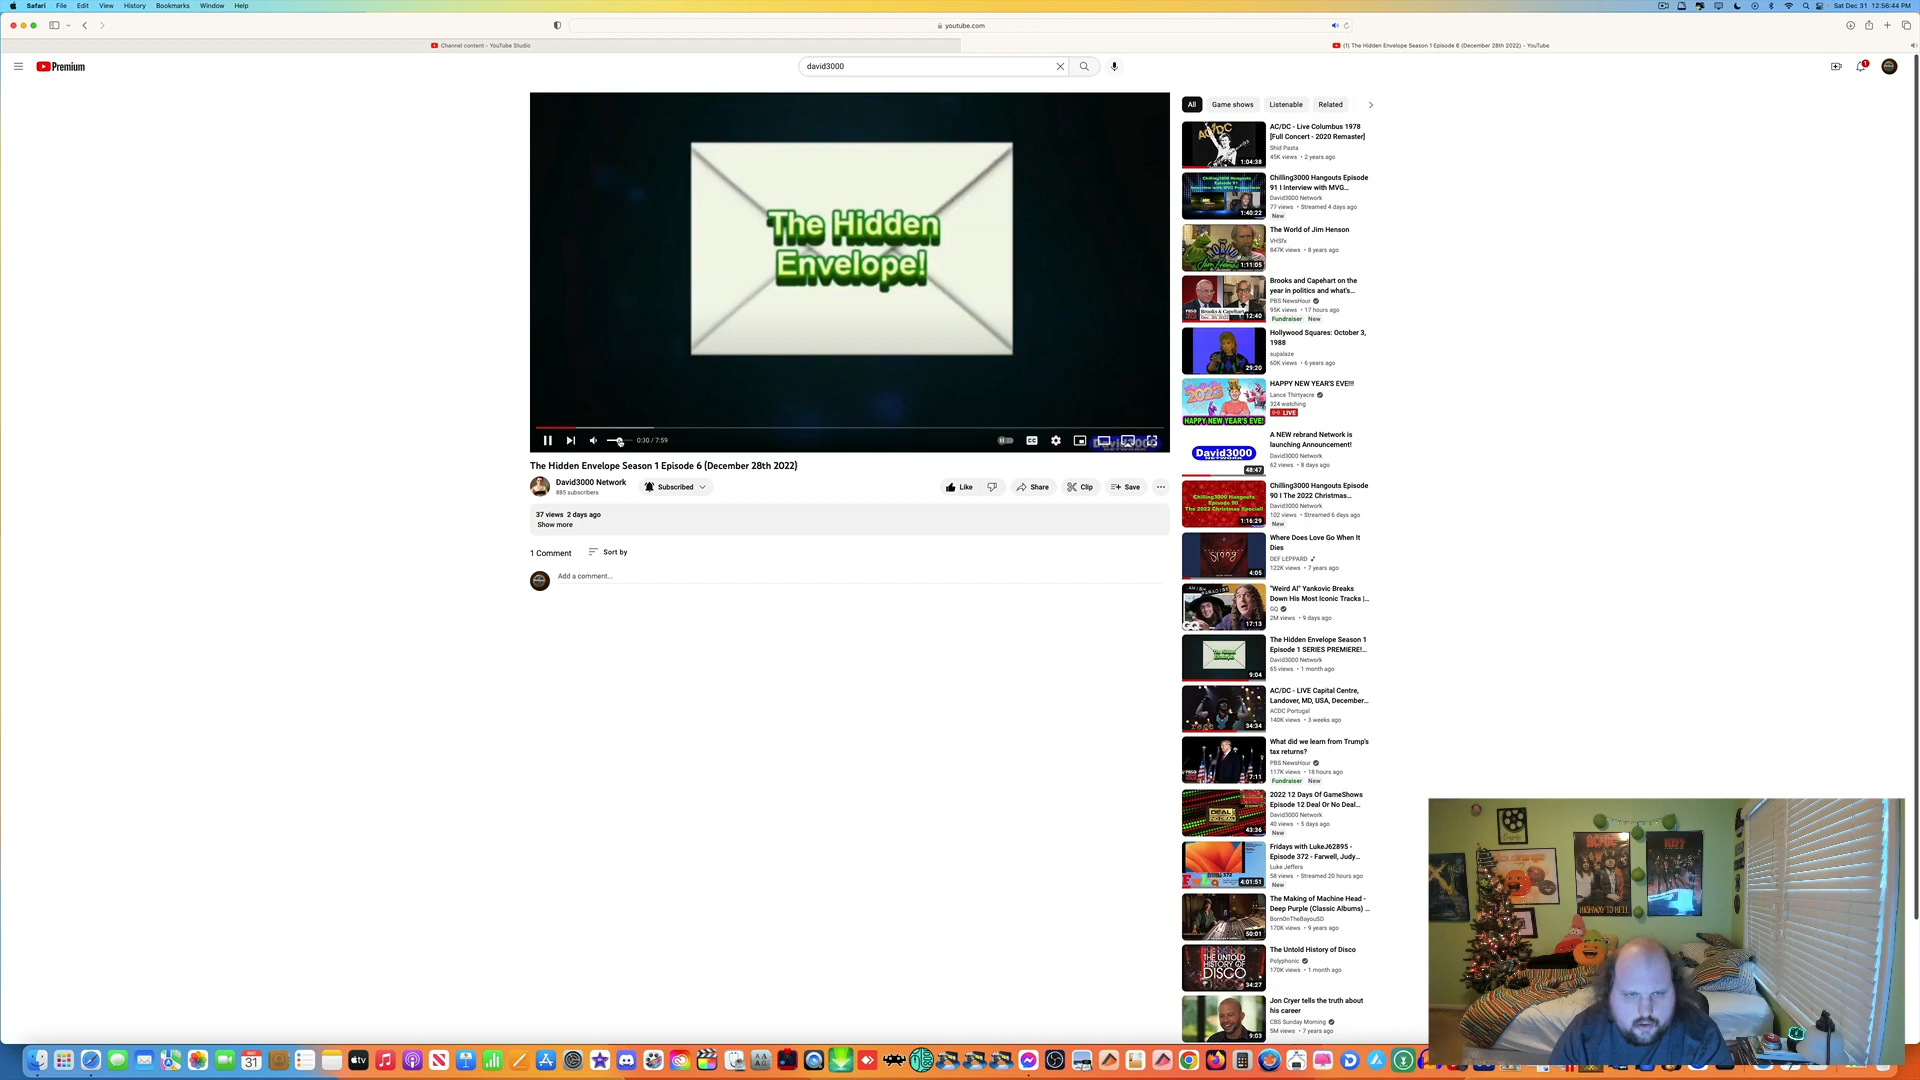 Safari File Edit View History Bookmarks Window Help
Sat Dec 31 12:56:44 PM
youtube.com
Channel content - YouTube Studio
(1) The Hidden Envelope Season 1 Episode 6 (December 28th 2022) - YouTube
Premium
david3000
1
The Hidden
Envelope!
0:30 / 7:59
CC
The Hidden Envelope Season 1 Episode 6 (December 28th 2022)
David3000 Network
885 subscribers
Subscribed
Like
Share
Clip
Save
37 views 2 days ago
Show more
1 Comment
Sort by
Add a comment...
All
Game shows
Listenable
Related
AC/DC - Live Columbus 1978
[Full Concert - 2020 Remaster]
Shid Pasta
45K views • 2 years ago
1:04:38
Chilling3000 Hangouts Episode
91 I Interview with MVG...
David3000 Network
77 views • Streamed 4 days ago
New
1:40:22
The World of Jim Henson
VHSfx
847K views • 8 years ago
1:11:05
Brooks and Capehart on the
year in politics and what's...
PBS NewsHour
95K views • 17 hours ago
Fundraiser New
12:40
Hollywood Squares: October 3,
1988
supalaze
60K views • 6 years ago
29:20
HAPPY NEW YEAR'S EVE!!!
Lance Thirtyacre
324 watching
LIVE
HAPPY NEW YEAR'S EVE!
A NEW rebrand Network is
launching Announcement!
David3000 Network
62 views • 8 days ago
David3000
NETWORK
48:47
Chilling3000 Hangouts Episode
90 I The 2022 Christmas...
David3000 Network
102 views • Streamed 6 days ago
New
Chilling3000 Hangouts
Episode 90
The 2022 Christmas Special!
1:16:29
Where Does Love Go When It
Dies
DEF LEPPARD
122K views • 7 years ago
4:05
"Weird Al" Yankovic Breaks
Down His Most Iconic Tracks |...
GQ
2M views • 9 days ago
17:13
The Hidden Envelope Season 1
Episode 1 SERIES PREMIERE!...
David3000 Network
65 views • 1 month ago
9:04
AC/DC - LIVE Capital Centre,
Landover, MD, USA, December...
ACDC Portugal
140K views • 3 weeks ago
34:34
What did we learn from Trump's
tax returns?
PBS NewsHour
117K views • 18 hours ago
Fundraiser New
7:11
2022 12 Days Of GameShows
Episode 12 Deal Or No Deal...
David3000 Network
40 views • 5 days ago
New
43:36
Fridays with LukeJ62895 -
Episode 372 - Farwell, Judy...
Luke Jeffers
58 views • Streamed 20 hours ago
New
4:01:51
The Making of Machine Head -
Deep Purple (Classic Albums) ...
BornOnTheBayouSD
170K views • 9 years ago
50:01
The Untold History of Disco
Polyphonic
170K views • 1 month ago
THE UNTOLD
HISTORY OF
DISCO
34:27
Jon Cryer tells the truth about
his career
CBS Sunday Morning
5M views • 7 years ago
9:03
HIGHWAY TO HELL